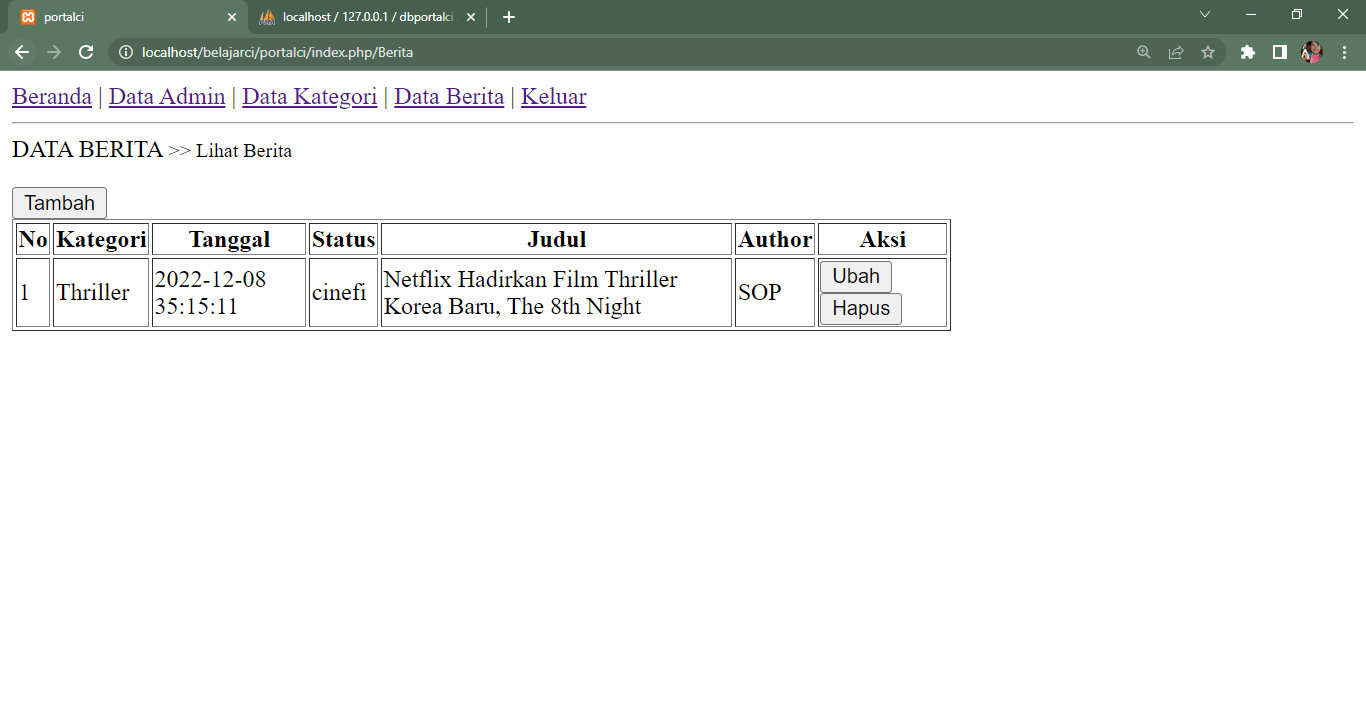 portalci
localhost / 127.0.0.1 / dbportalci
localhost/belajarci/portalci/index.php/Berita
Beranda | Data Admin | Data Kategori | Data Berita | Keluar
DATA BERITA >> Lihat Berita
Tambah
No Kategori Tanggal Status Judul Author Aksi
1 Thriller 2022-12-08 35:15:11 cinefi Netflix Hadirkan Film Thriller Korea Baru, The 8th Night SOP Ubah Hapus